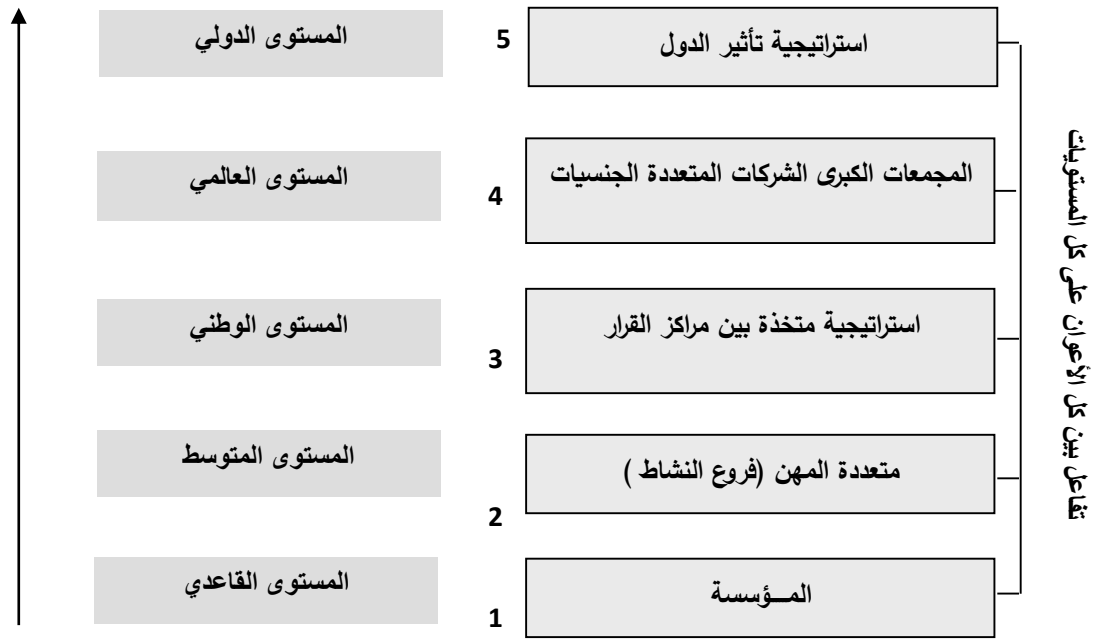 استراتيجية تأثير الدول
5
المستوى الدولي
المجمعات الكبرى الشركات المتعددة الجنسيات
4
المستوى العالمي
استراتيجية متخذة بين مراكز القرار
3
المستوى الوطني
متعددة المهن (فروع النشاط )
2
المستوى المتوسط
المـــؤسسة
1
المستوى القاعدي
تفاعل بين كل الأعوان على كل المستويات